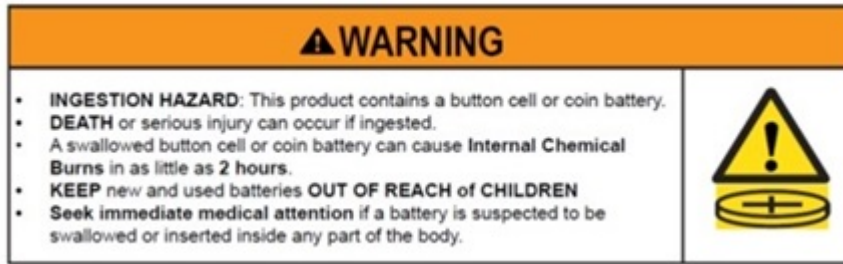 WARNING
• INGESTION HAZARD: This product contains a button cell or coin battery.
• DEATH or serious injury can occur if ingested.
• A swallowed button cell or coin battery can cause Internal Chemical
Burns in as little as 2 hours.
• KEEP new and used batteries OUT OF REACH of CHILDREN
• Seek immediate medical attention if a battery is suspected to be
swallowed or inserted inside any part of the body.